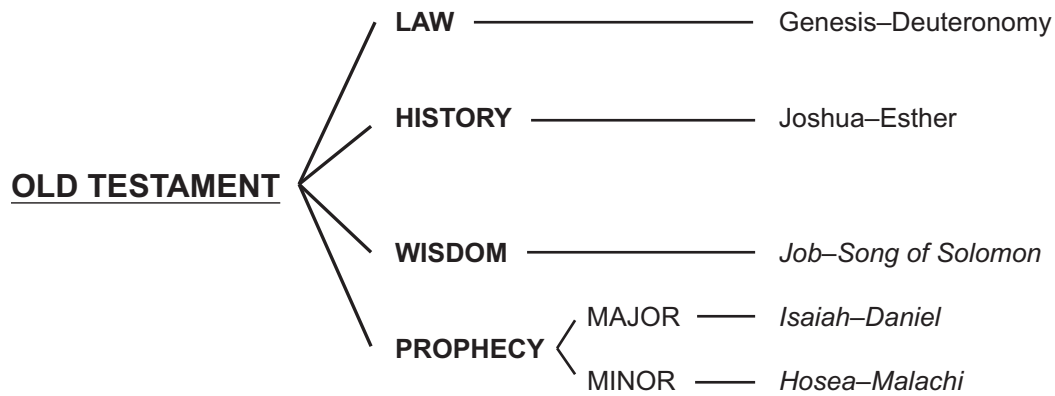 LAW Genesis–Deuteronomy
HISTORY Joshua–Esther
OLD TESTAMENT
WISDOM Job–Song of Solomon
MAJOR Isaiah–Daniel
PROPHECY
MINOR Hosea–Malachi